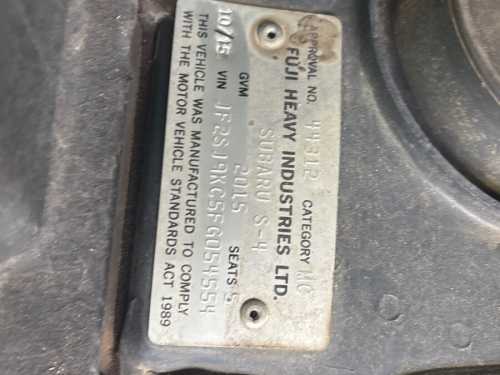 APPROVAL NO. 44312 CATEGORY MC
FUJI HEAVY INDUSTRIES LTD.
SUBARU S-4
GVM 2015 SEATS 5
10/15 VIN JF2SJ9KC5FG054554
THIS VEHICLE WAS MANUFACTURED TO COMPLY
WITH THE MOTOR VEHICLE STANDARDS ACT 1989